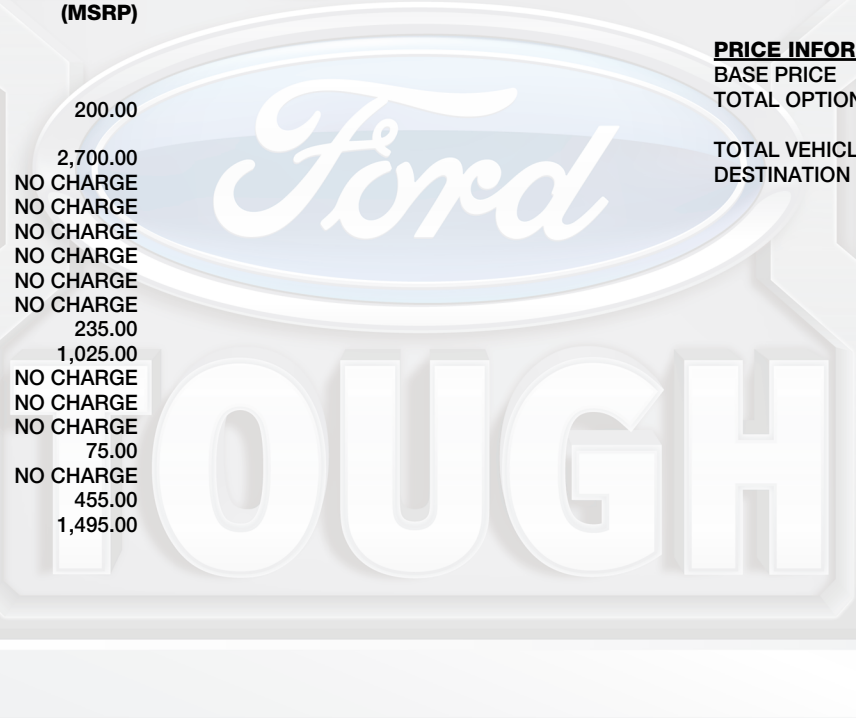 (MSRP)
200.00
2,700.00
NO CHARGE
NO CHARGE
NO CHARGE
NO CHARGE
NO CHARGE
NO CHARGE
235.00
1,025.00
NO CHARGE
NO CHARGE
NO CHARGE
75.00
NO CHARGE
455.00
1,495.00
PRICE INFOR
BASE PRICE
TOTAL OPTION
TOTAL VEHICL
DESTINATION
Ford
TOUGH